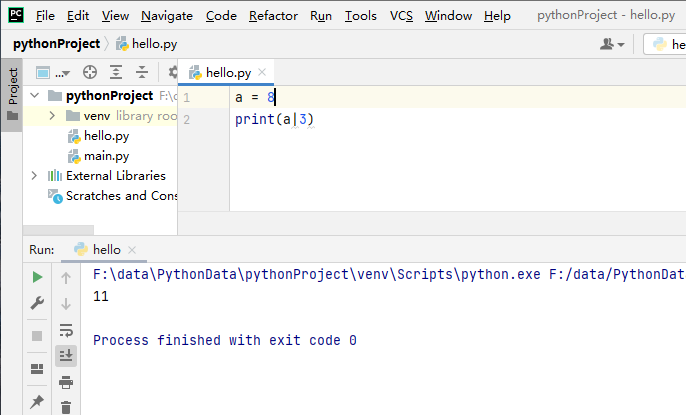 PC File Edit View Navigate Code Refactor Run Tools VCS Window Help pythonProject - hello.py
pythonProject hello.py he
Project
... hello.py
pythonProject F:\d
venv library roo
hello.py
main.py
External Libraries
Scratches and Cons
1 a = 8
2 print(a|3)
Run: hello
F:\data\PythonData\pythonProject\venv\Scripts\python.exe F:/data/PythonData
11
Process finished with exit code 0